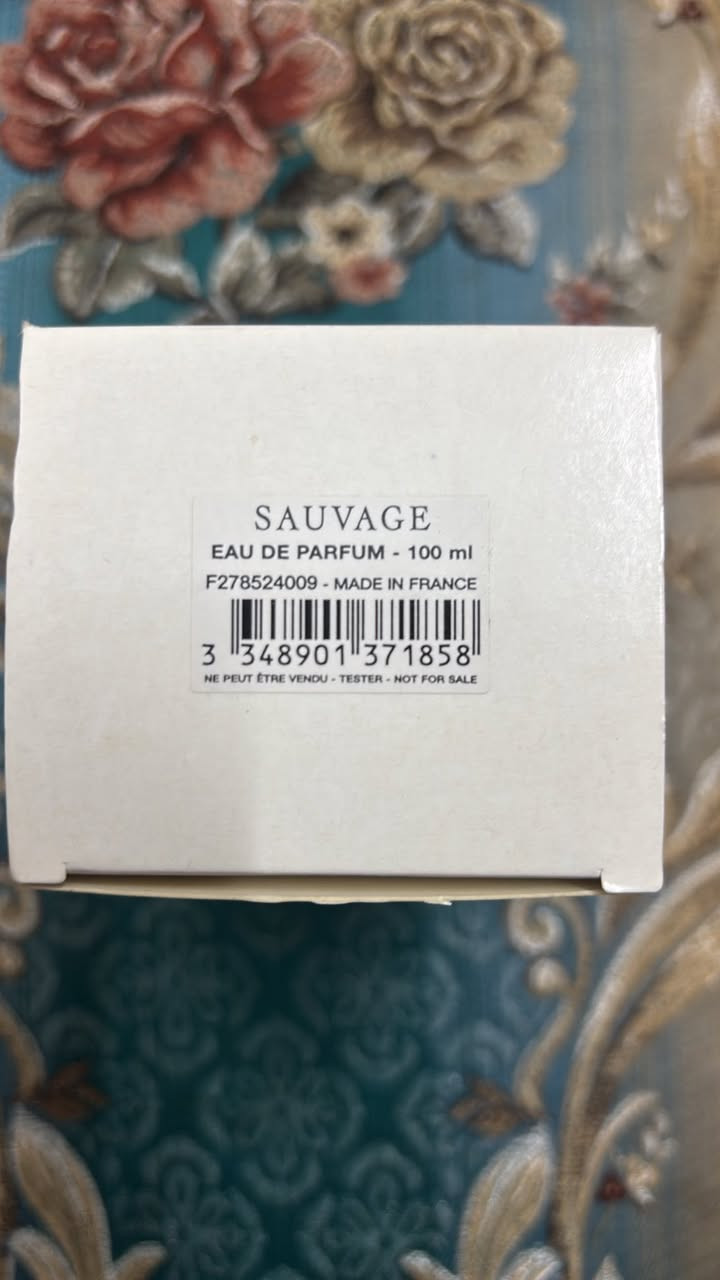 SAUVAGE
EAU DE PARFUM - 100 ml
F278524009 - MADE IN FRANCE
3 348901 371858
NE PEUT ÊTRE VENDU - TESTER - NOT FOR SALE